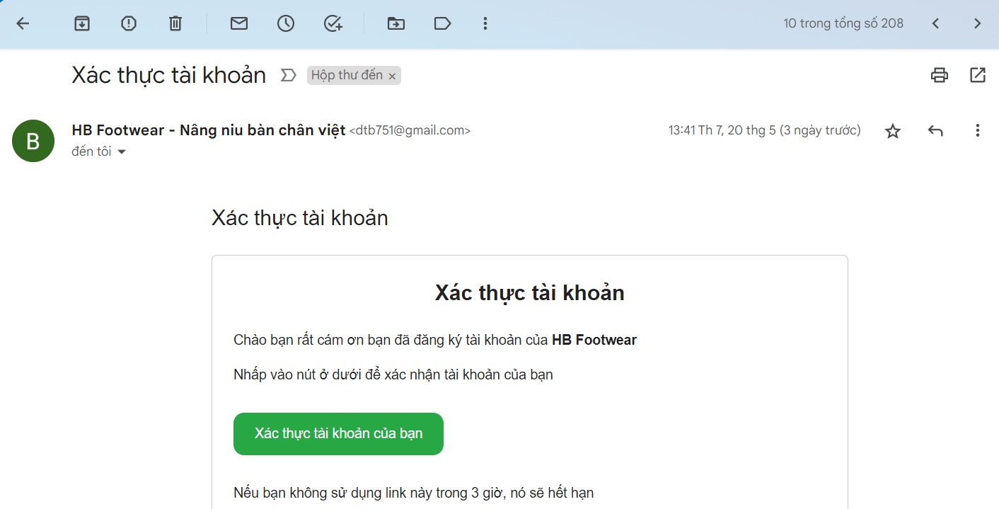 10 trong tổng số 208
Xác thực tài khoản
Hộp thư đến ×
B
HB Footwear - Nâng niu bàn chân việt <dtb751@gmail.com>
13:41 Th 7, 20 thg 5 (3 ngày trước)
đến tôi
Xác thực tài khoản
Xác thực tài khoản
Chào bạn rất cám ơn bạn đã đăng ký tài khoản của HB Footwear
Nhấp vào nút ở dưới để xác nhận tài khoản của bạn
Xác thực tài khoản của bạn
Nếu bạn không sử dụng link này trong 3 giờ, nó sẽ hết hạn